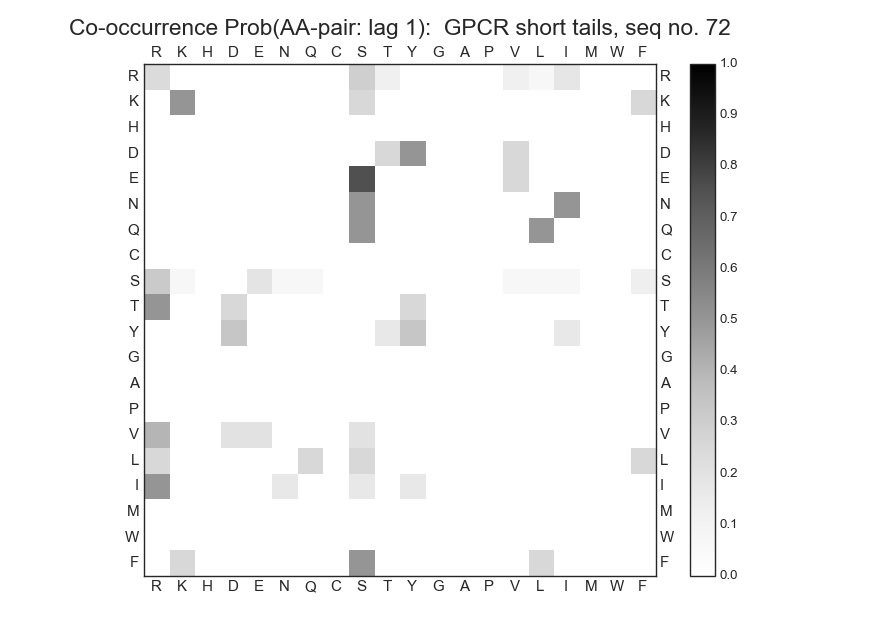 Co-occurrence Prob(AA-pair: lag 1):  GPCR short tails, seq no. 72
R K H D E N Q C S T Y G A P V L I M W F
1.0
R R
0.9
K K
H H
0.8
D D
0.7
E E
N N
0.6
Q Q
C C
0.5
S S
T T
Y Y
0.4
G G
A A
0.3
P P
V V
0.2
L L
I I
0.1
M M
W W
F F
0.0
R K H D E N Q C S T Y G A P V L I M W F